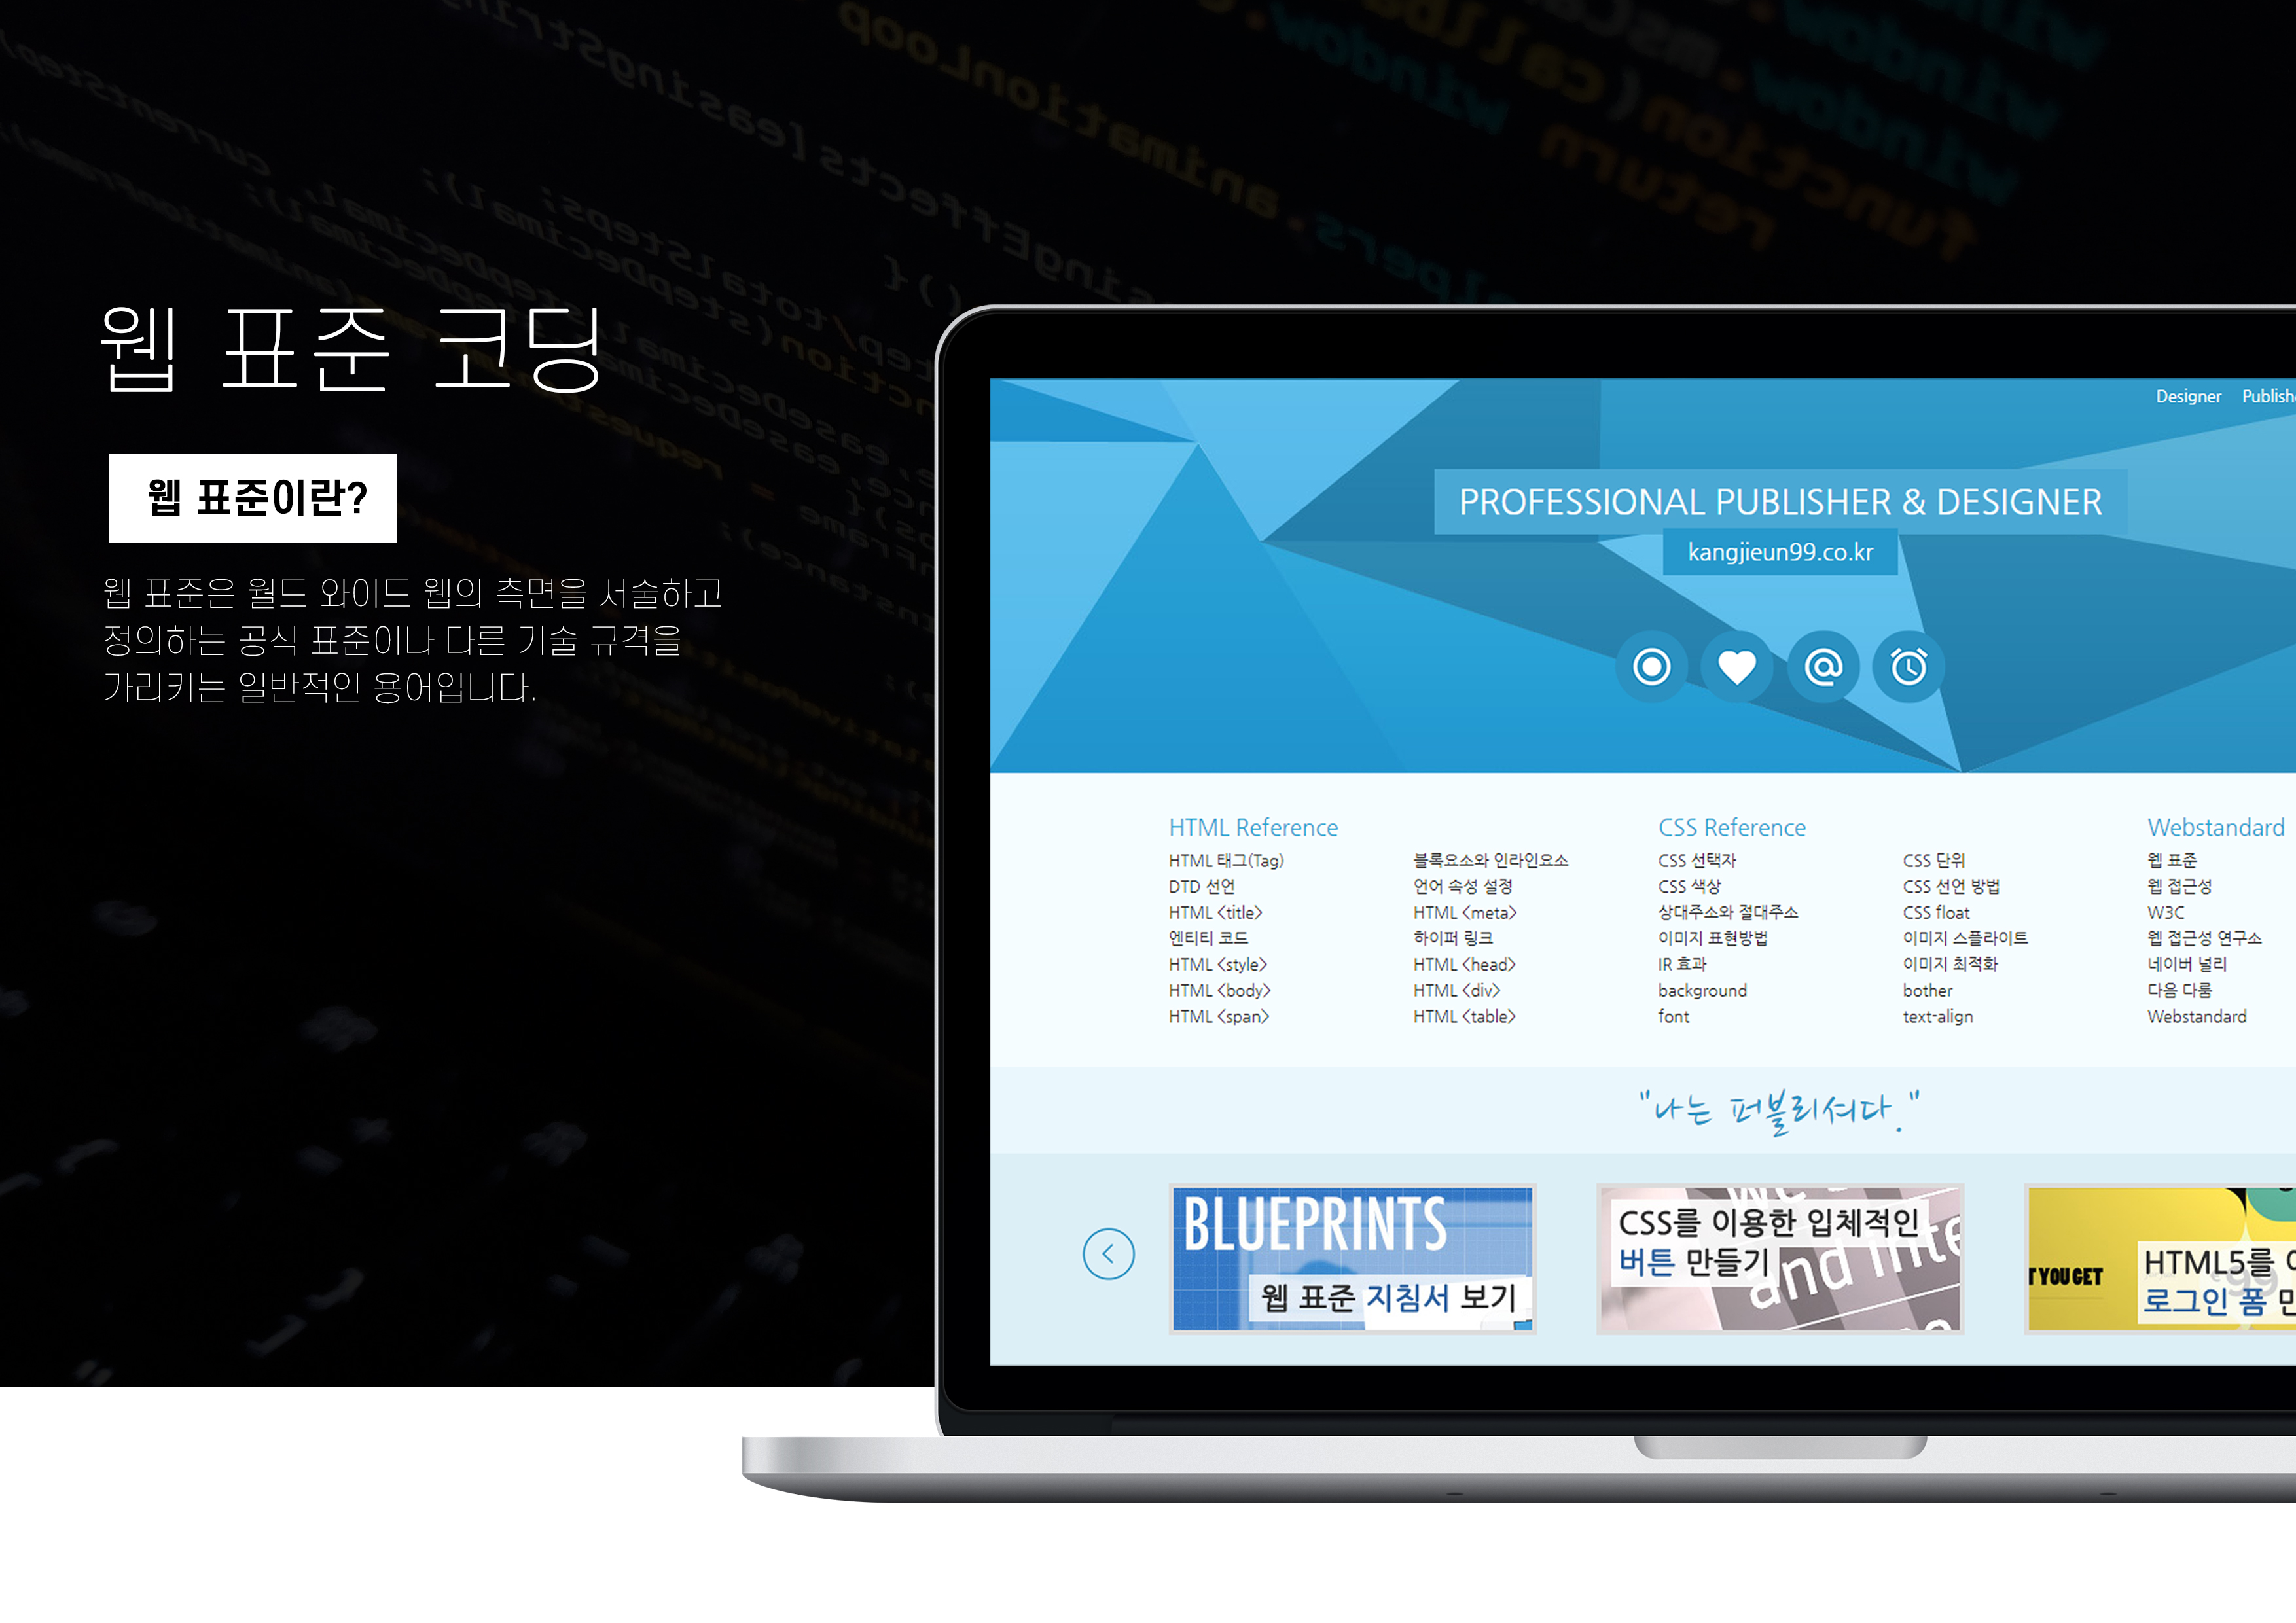 웹 표준 코딩
웹 표준이란?
웹 표준은 월드 와이드 웹의 측면을 서술하고
정의하는 공식 표준이나 다른 기술 규격을
가리키는 일반적인 용어입니다.
Designer
PROFESSIONAL PUBLISHER & DESIGNER
kangjieun99.co.kr
HTML Reference
HTML 태그(Tag)
DTD 선언
HTML <title>
엔티티 코드
HTML <style>
HTML <body>
HTML <span>
블록요소와 인라인요소
언어 속성 설정
HTML <meta>
하이퍼 링크
HTML <head>
HTML <div>
HTML <table>
CSS Reference
CSS 선택자
CSS 색상
상대주소와 절대주소
이미지 표현방법
IR 효과
background
font
CSS 단위
CSS 선언 방법
CSS float
이미지 스플라이트
이미지 최적화
bother
text-align
Webstandard
웹 표준
웹 접근성
W3C
웹 접근성 연구소
네이버 널리
다음 다룸
Webstandard
"나는 퍼블리셔다."
BLUEPRINTS
웹 표준 지침서 보기
CSS를 이용한 입체적인
버튼 만들기
and
YOU GET
HTML5를
로그인 폼